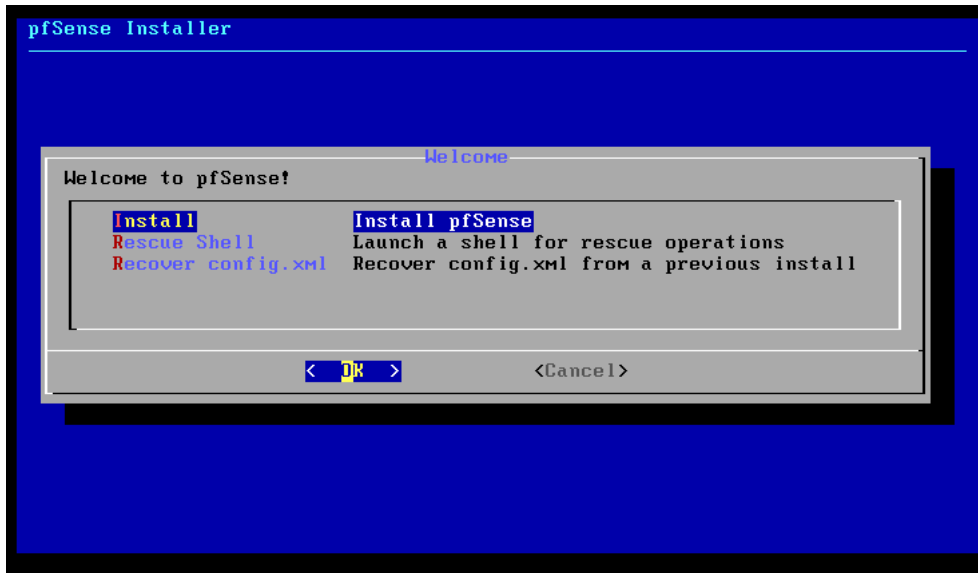 pfSense Installer
Welcome
Welcome to pfSense!
Install Install pfSense
Rescue Shell Launch a shell for rescue operations
Recover config.xml Recover config.xml from a previous install
< OK > <Cancel>